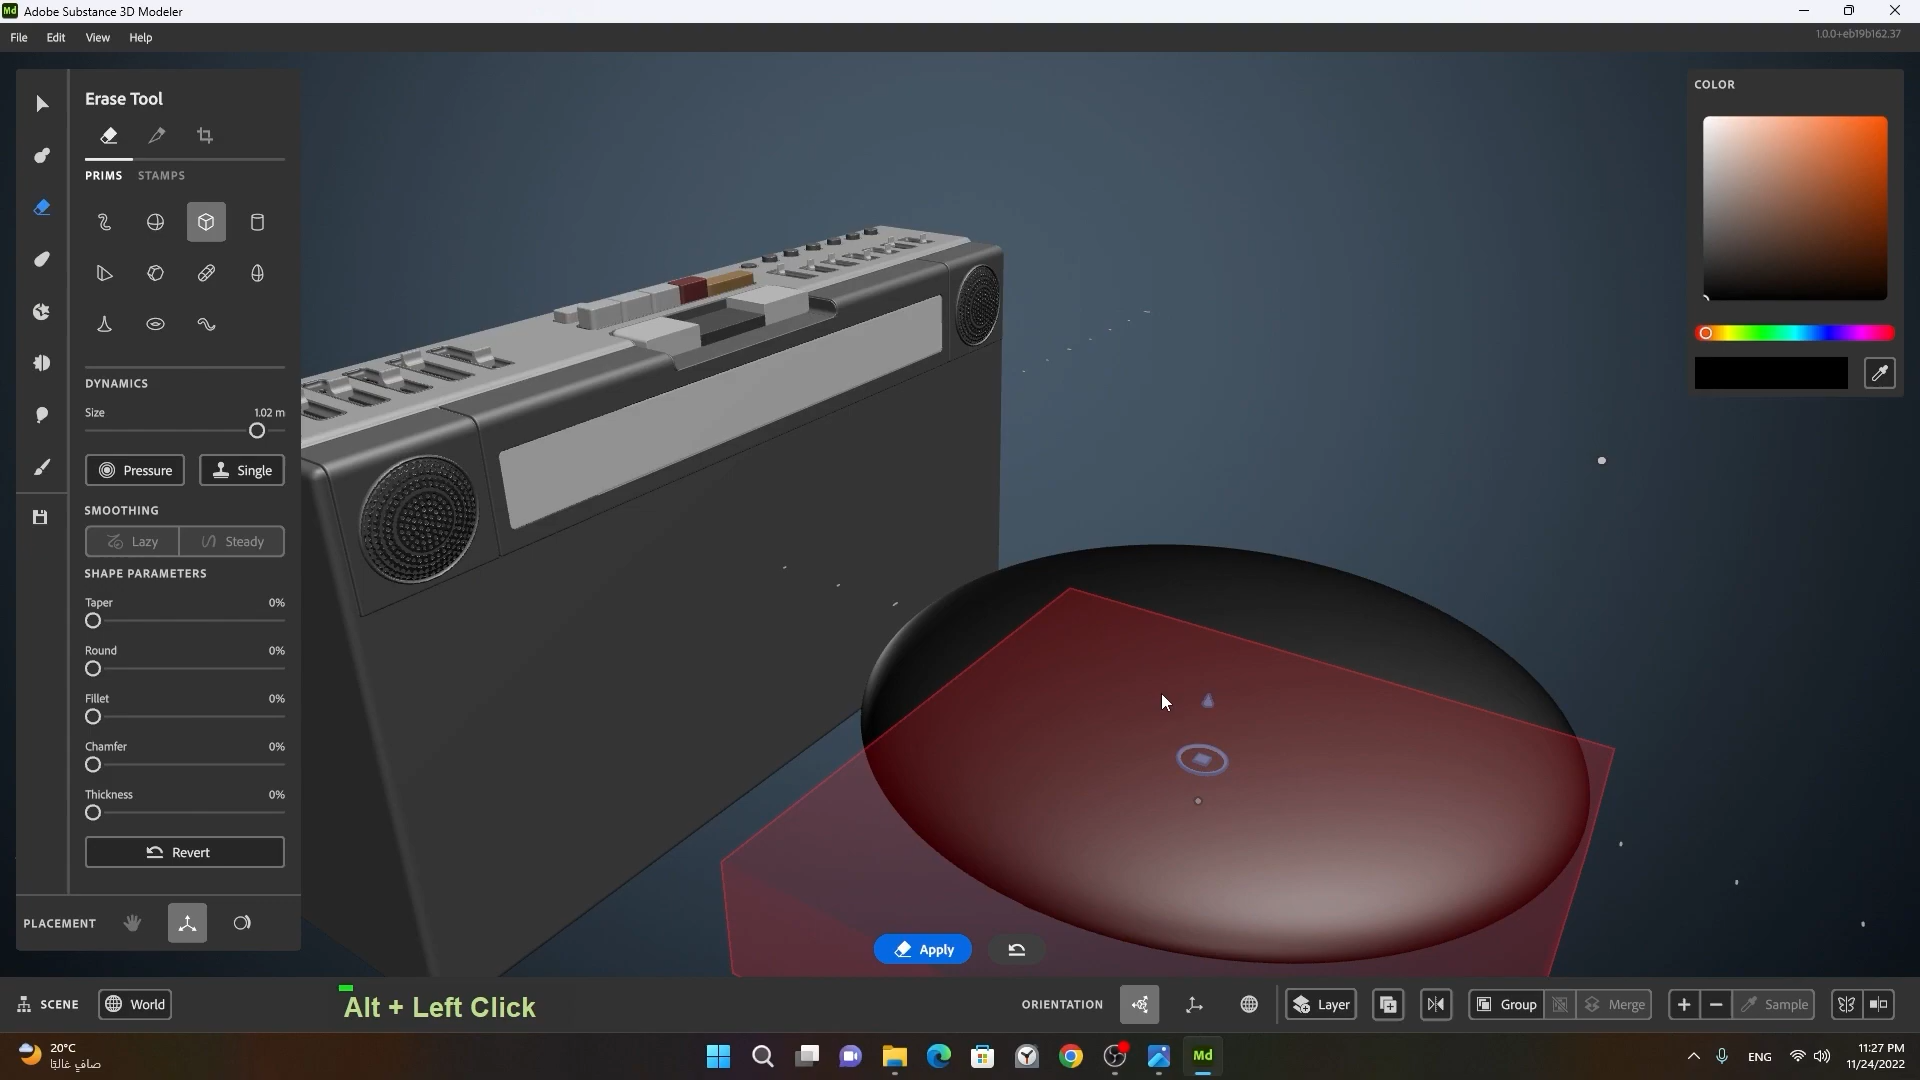 Md Adobe Substance 3D Modeler
File Edit View Help
1.0.0+eb19b162.37
Erase Tool
PRIMS STAMPS
DYNAMICS
Size 1.02 m
Pressure Single
SMOOTHING
Lazy Steady
SHAPE PARAMETERS
Taper 0%
Round 0%
Fillet 0%
Chamfer 0%
Thickness 0%
Revert
PLACEMENT
COLOR
Apply
SCENE World
Alt + Left Click
ORIENTATION Layer Group Merge Sample
20°C
صافٍ غالبًا
Md
ENG
11:27 PM
11/24/2022